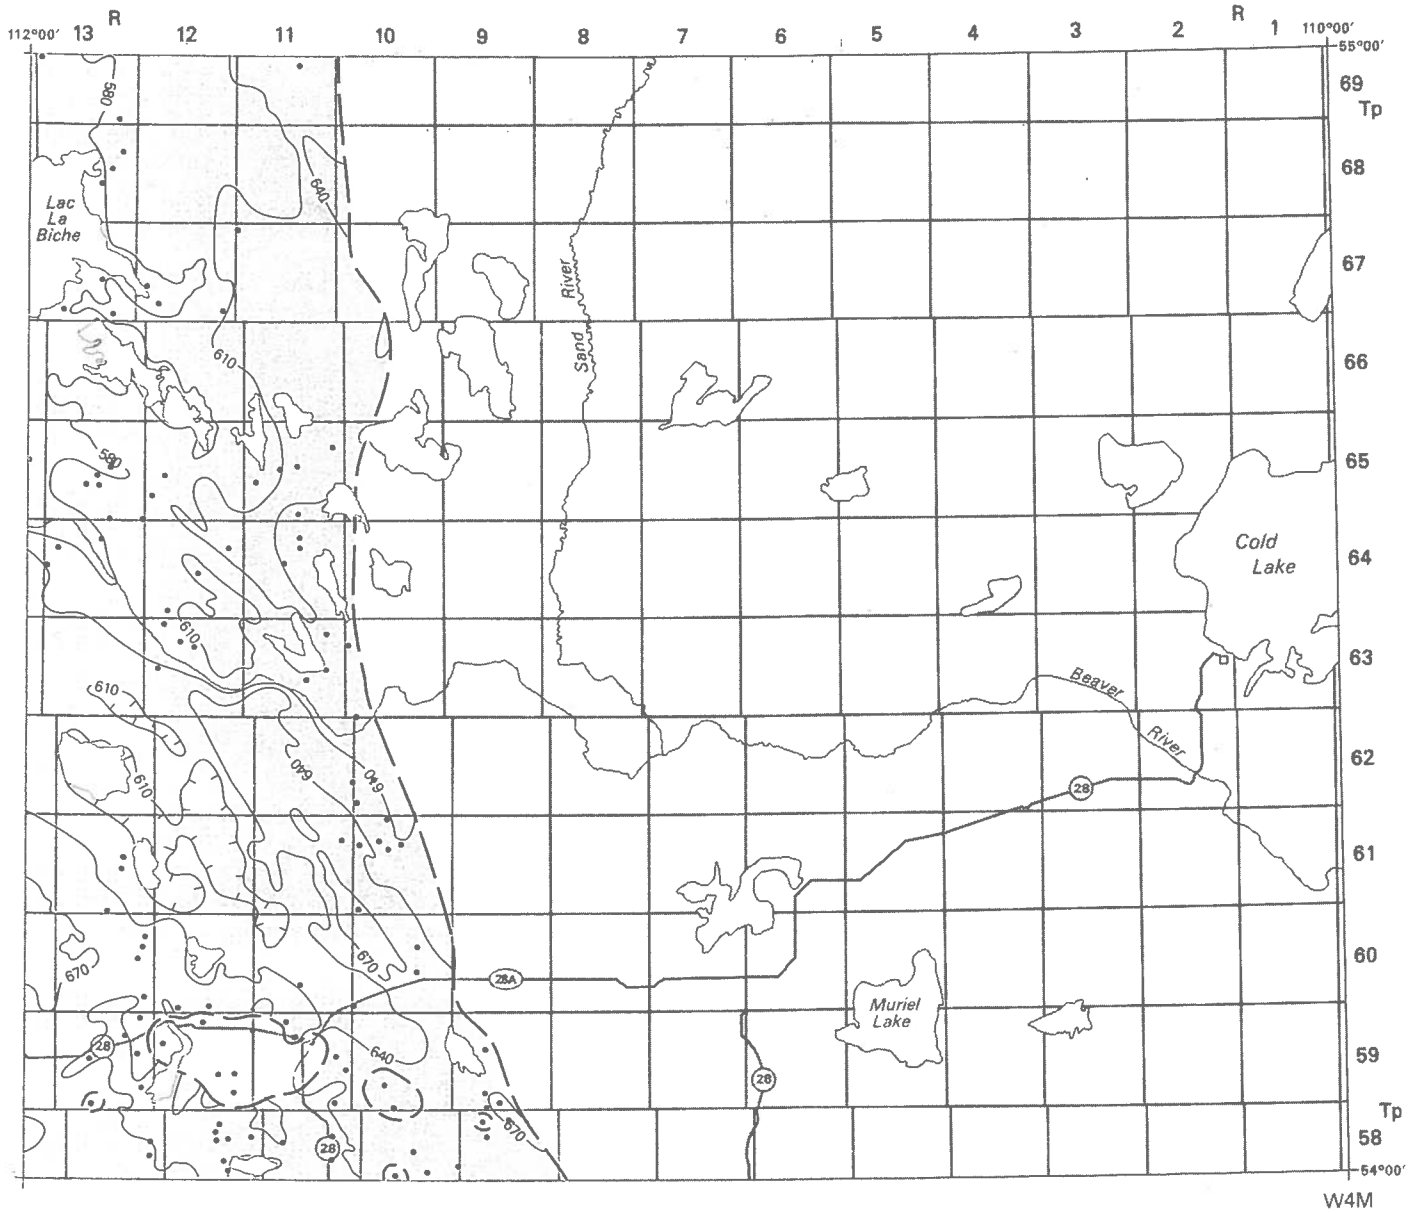 R
R
112°00′ 13 12 11 10 9 8 7 6 5 4 3 2 1 110°00′
55°00′
69
Tp
580
68
640
Lac
La
Biche
67
River
Sand
66
610
65
580
Cold
Lake
64
610
63
Beaver
River
610
62
640
640
610
28
61
60
670
670
28A
Muriel
Lake
59
28
640
28
Tp
670
58
28
54°00′
W4M